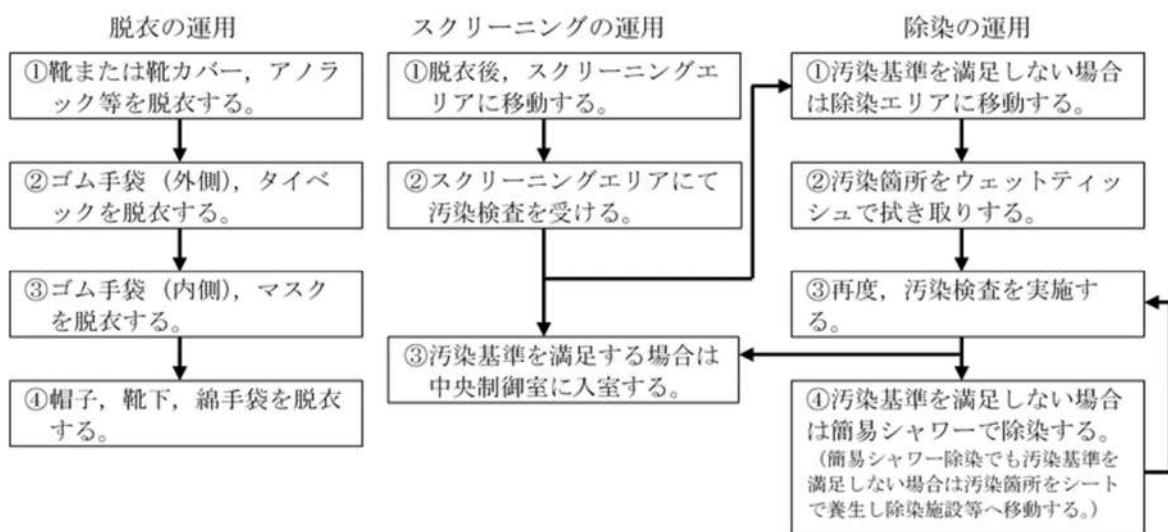 脱衣の運用
①靴または靴カバー，アノラ
ック等を脱衣する。
②ゴム手袋（外側），タイベ
ックを脱衣する。
③ゴム手袋（内側），マスク
を脱衣する。
④帽子，靴下，綿手袋を脱衣
する。
スクリーニングの運用
①脱衣後，スクリーニングエ
リアに移動する。
②スクリーニングエリアにて
汚染検査を受ける。
③汚染基準を満足する場合は
中央制御室に入室する。
除染の運用
①汚染基準を満足しない場合
は除染エリアに移動する。
②汚染箇所をウェットティッ
シュで拭き取りする。
③再度，汚染検査を実施す
る。
④汚染基準を満足しない場合
は簡易シャワーで除染する。
（簡易シャワー除染でも汚染基準を
満足しない場合は汚染箇所をシート
で養生し除染施設等へ移動する。）